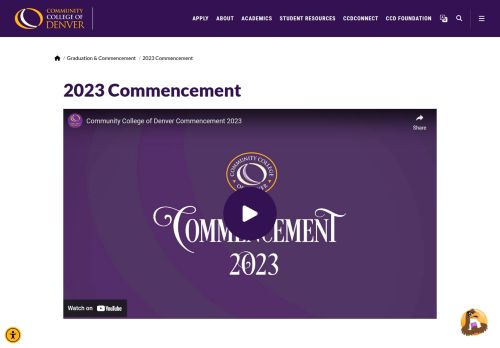 COMMUNITY
COLLEGE OF
DENVER
APPLY ABOUT ACADEMICS STUDENT RESOURCES CCDCONNECT CCD FOUNDATION
/ Graduation & Commencement / 2023 Commencement
2023 Commencement
Community College of Denver Commencement 2023
Share
COMMUNITY COLLEGE
OF DENVER
COMMENCEMENT
2023
Watch on YouTube